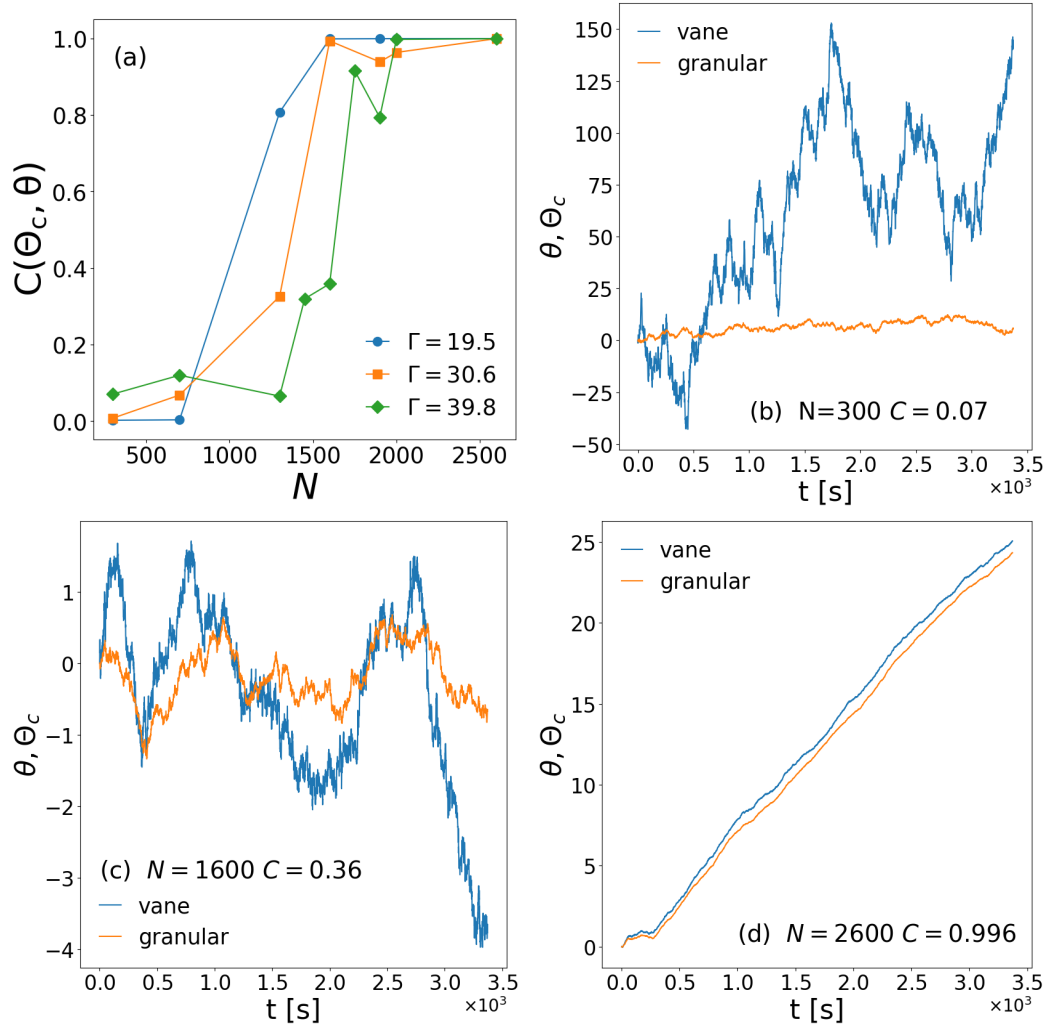 (a)
C(Θc, θ)
1.0
0.8
0.6
0.4
0.2
0.0
Γ = 19.5
Γ = 30.6
Γ = 39.8
500 1000 1500 2000 2500
N
vane
granular
θ, Θc
150
125
100
75
50
25
0
−25
−50
(b) N=300 C = 0.07
0.0 0.5 1.0 1.5 2.0 2.5 3.0 3.5
t [s]
×10³
θ, Θc
1
0
−1
−2
−3
−4
(c) N = 1600 C = 0.36
vane
granular
0.0 0.5 1.0 1.5 2.0 2.5 3.0 3.5
t [s]
×10³
vane
granular
θ, Θc
25
20
15
10
5
0
(d) N = 2600 C = 0.996
0.0 0.5 1.0 1.5 2.0 2.5 3.0 3.5
t [s]
×10³